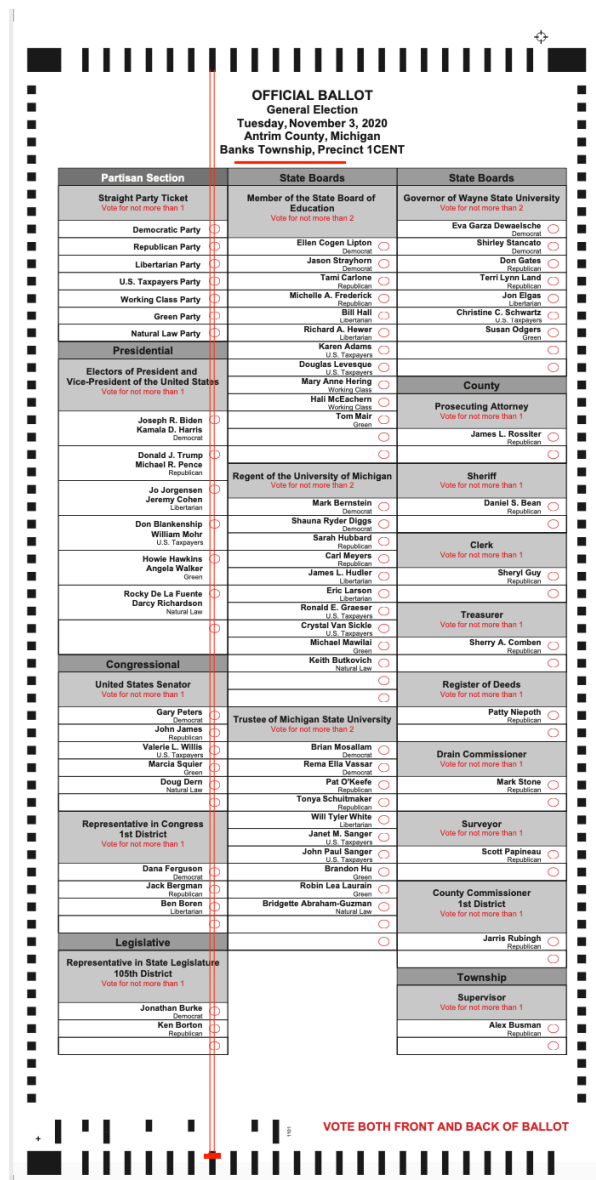 OFFICIAL BALLOT
General Election
Tuesday, November 3, 2020
Antrim County, Michigan
Banks Township, Precinct 1CENT
Partisan Section
Straight Party Ticket
Vote for not more than 1
Democratic Party
Republican Party
Libertarian Party
U.S. Taxpayers Party
Working Class Party
Green Party
Natural Law Party
Presidential
Electors of President and
Vice-President of the United States
Vote for not more than 1
Joseph R. Biden
Kamala D. Harris
Democrat
Donald J. Trump
Michael R. Pence
Republican
Jo Jorgensen
Jeremy Cohen
Libertarian
Don Blankenship
William Mohr
U.S. Taxpayers
Howie Hawkins
Angela Walker
Green
Rocky De La Fuente
Darcy Richardson
Natural Law
Congressional
United States Senator
Vote for not more than 1
Gary Peters
Democrat
John James
Republican
Valerie L. Willis
U.S. Taxpayers
Marcia Squier
Green
Doug Dern
Natural Law
Representative in Congress
1st District
Vote for not more than 1
Dana Ferguson
Democrat
Jack Bergman
Republican
Ben Boren
Libertarian
Legislative
Representative in State Legislature
105th District
Vote for not more than 1
Jonathan Burke
Democrat
Ken Borton
Republican
State Boards
Member of the State Board of
Education
Vote for not more than 2
Ellen Cogen Lipton
Democrat
Jason Strayhorn
Democrat
Tami Carlone
Republican
Michelle A. Frederick
Republican
Bill Hall
Libertarian
Richard A. Hewer
Libertarian
Karen Adams
U.S. Taxpayers
Douglas Levesque
U.S. Taxpayers
Mary Anne Hering
Working Class
Hali McEachern
Working Class
Tom Mair
Green
Regent of the University of Michigan
Vote for not more than 2
Mark Bernstein
Democrat
Shauna Ryder Diggs
Democrat
Sarah Hubbard
Republican
Carl Meyers
Republican
James L. Hudler
Libertarian
Eric Larson
Libertarian
Ronald E. Graeser
U.S. Taxpayers
Crystal Van Sickle
U.S. Taxpayers
Michael Mawilai
Green
Keith Butkovich
Natural Law
Trustee of Michigan State University
Vote for not more than 2
Brian Mosallam
Democrat
Rema Ella Vassar
Democrat
Pat O'Keefe
Republican
Tonya Schuitmaker
Republican
Will Tyler White
Libertarian
Janet M. Sanger
U.S. Taxpayers
John Paul Sanger
U.S. Taxpayers
Brandon Hu
Green
Robin Lea Laurain
Green
Bridgette Abraham-Guzman
Natural Law
State Boards
Governor of Wayne State University
Vote for not more than 2
Eva Garza Dewaelsche
Democrat
Shirley Stancato
Democrat
Don Gates
Republican
Terri Lynn Land
Republican
Jon Elgas
Libertarian
Christine C. Schwartz
U.S. Taxpayers
Susan Odgers
Green
County
Prosecuting Attorney
Vote for not more than 1
James L. Rossiter
Republican
Sheriff
Vote for not more than 1
Daniel S. Bean
Republican
Clerk
Vote for not more than 1
Sheryl Guy
Republican
Treasurer
Vote for not more than 1
Sherry A. Comben
Republican
Register of Deeds
Vote for not more than 1
Patty Niepoth
Republican
Drain Commissioner
Vote for not more than 1
Mark Stone
Republican
Surveyor
Vote for not more than 1
Scott Papineau
Republican
County Commissioner
1st District
Vote for not more than 1
Jarris Rubingh
Republican
Township
Supervisor
Vote for not more than 1
Alex Busman
Republican
1101
VOTE BOTH FRONT AND BACK OF BALLOT